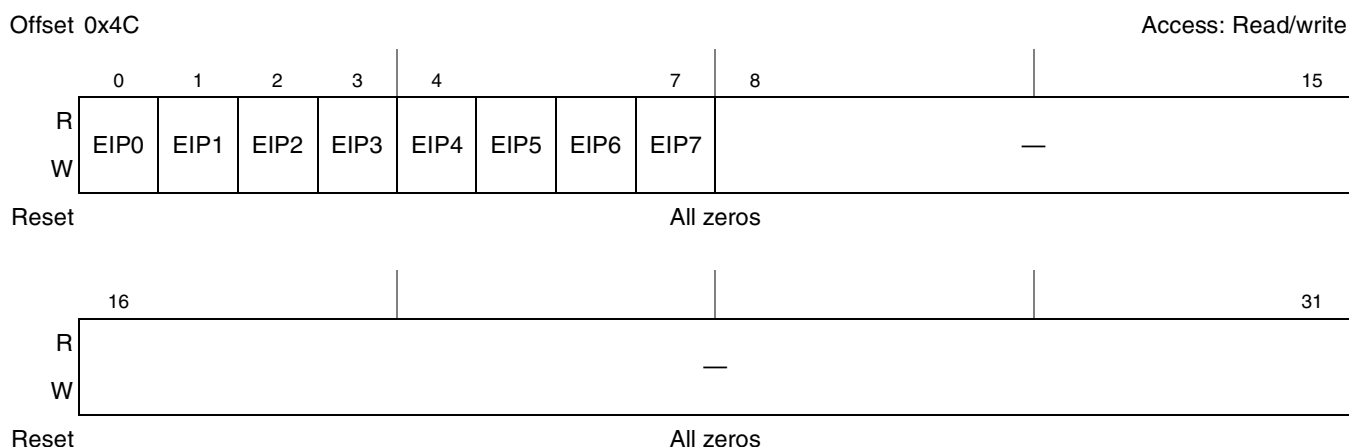 Offset 0x4C Access: Read/write
0 1 2 3 4 7 8 15
R
EIP0 EIP1 EIP2 EIP3 EIP4 EIP5 EIP6 EIP7 —
W
Reset All zeros
16 31
R
—
W
Reset All zeros